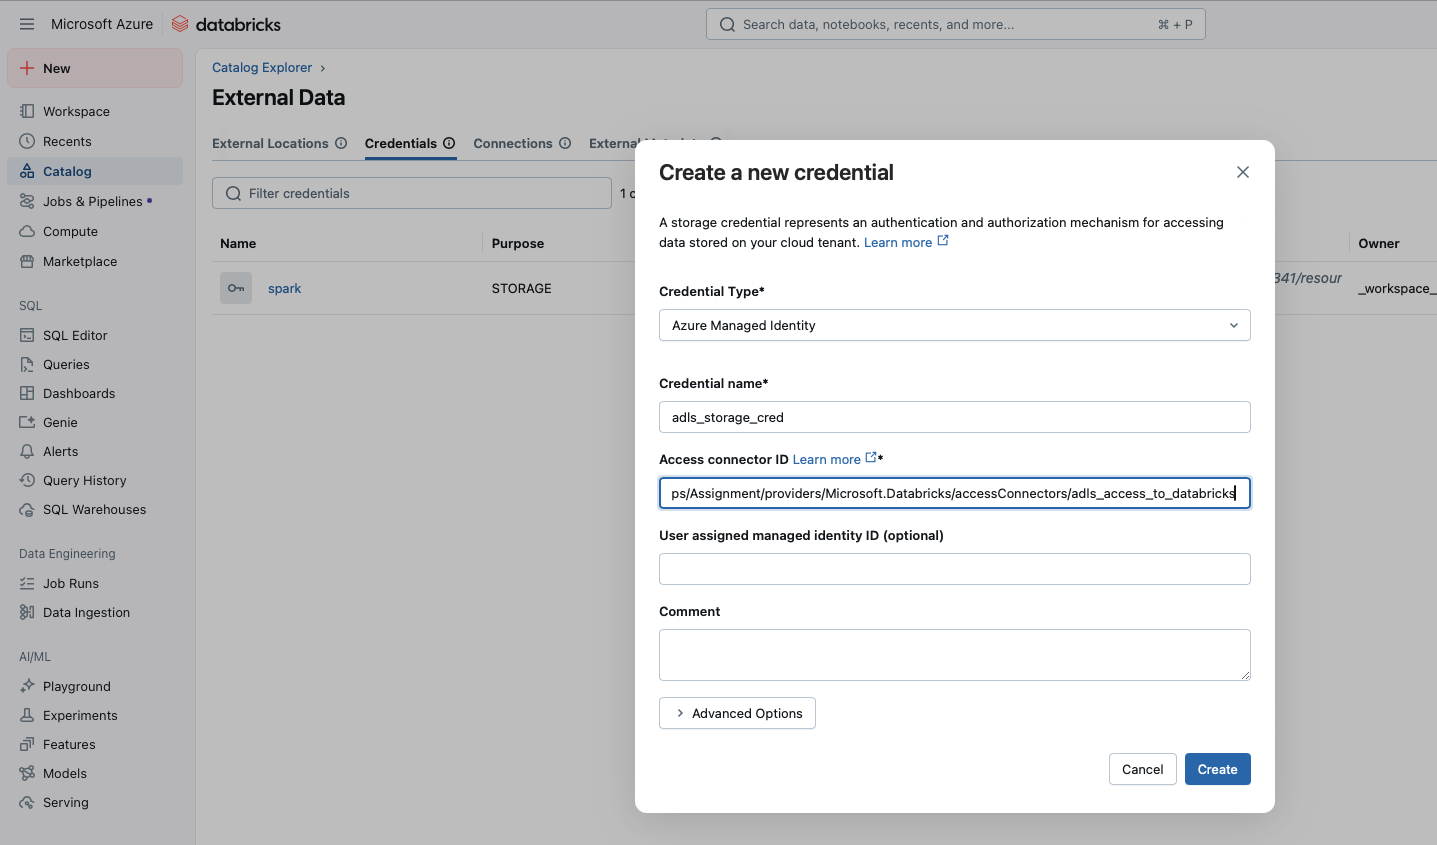 Microsoft Azure
databricks
Search data, notebooks, recents, and more...
⌘ + P
New
Workspace
Recents
Catalog
Jobs & Pipelines
Compute
Marketplace
SQL
SQL Editor
Queries
Dashboards
Genie
Alerts
Query History
SQL Warehouses
Data Engineering
Job Runs
Data Ingestion
AI/ML
Playground
Experiments
Features
Models
Serving
Catalog Explorer ›
External Data
External Locations
Credentials
Connections
Filter credentials
1
Name
Purpose
Owner
spark
STORAGE
341/resour
_workspace_
Create a new credential
A storage credential represents an authentication and authorization mechanism for accessing
data stored on your cloud tenant. Learn more
Credential Type*
Azure Managed Identity
Credential name*
adls_storage_cred
Access connector ID Learn more *
ps/Assignment/providers/Microsoft.Databricks/accessConnectors/adls_access_to_databricks
User assigned managed identity ID (optional)
Comment
Advanced Options
Cancel
Create